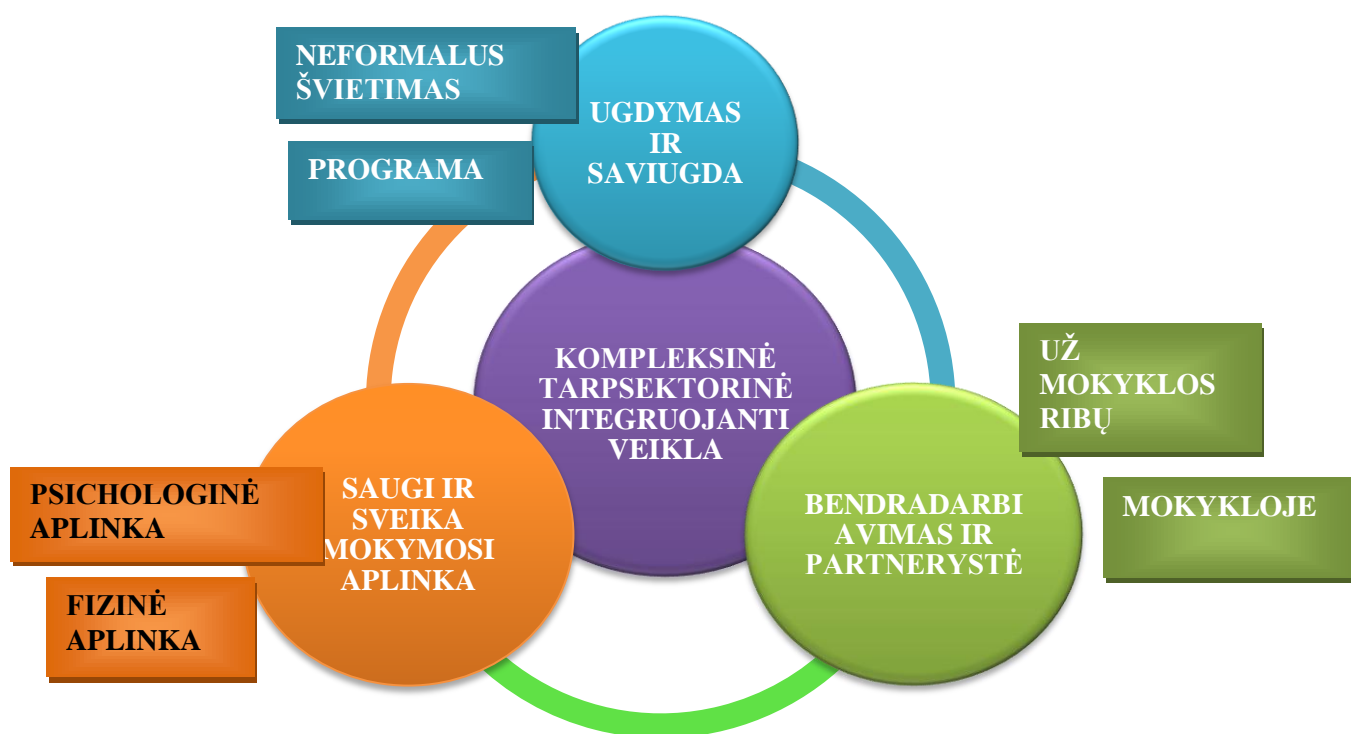 NEFORMALUS
ŠVIETIMAS
PROGRAMA
UGDYMAS
IR
SAVIUGDA
KOMPLEKSINĖ
TARPSEKTORINĖ
INTEGRUOJANTI
VEIKLA
UŽ
MOKYKLOS
RIBŲ
MOKYKLOJE
BENDRADARBI
AVIMAS IR
PARTNERYSTĖ
SAUGI IR
SVEIKA
MOKYMOSI
APLINKA
PSICHOLOGINĖ
APLINKA
FIZINĖ
APLINKA